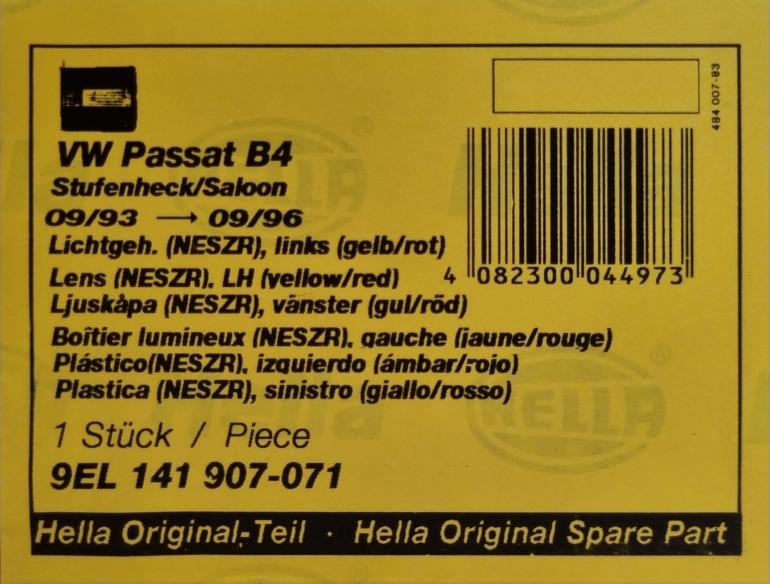 VW Passat B4
Stufenheck/Saloon
09/93 → 09/96
Lichtgeh. (NESZR), links (gelb/rot)
Lens (NESZR), LH (yellow/red)
Ljuskåpa (NESZR), vänster (gul/röd)
Boîtier lumineux (NESZR), gauche (jaune/rouge)
Plástico(NESZR), izquierdo (ámbar/rojo)
Plastica (NESZR), sinistro (giallo/rosso)
1 Stück / Piece
9EL 141 907-071
484 007-83
4 082300 044973
Hella Original-Teil · Hella Original Spare Part
HELLA
Hella
HELLA